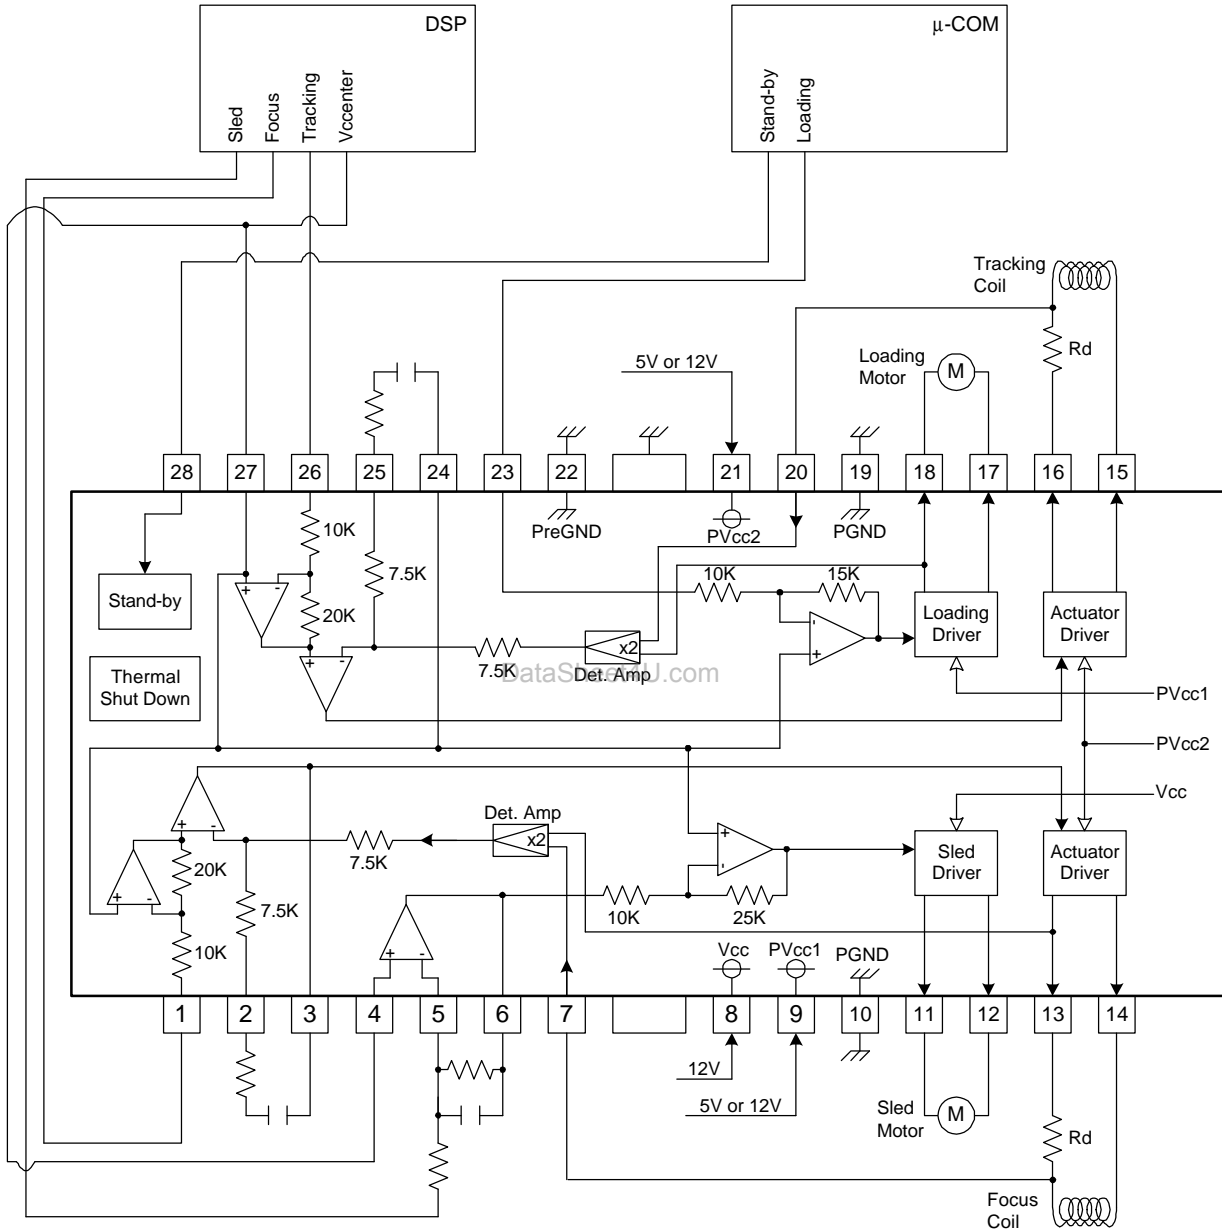 DSP
μ-COM
Sled
Focus
Tracking
Vccenter
Stand-by
Loading
Tracking
Coil
Rd
Loading
Motor
M
5V or 12V
28
27
26
25
24
23
22
21
20
19
18
17
16
15
PreGND
PVcc2
PGND
10K
7.5K
20K
10K
15K
Stand-by
Loading
Driver
Actuator
Driver
+
-
-
+
+
-
x2
7.5K
Det. Amp
DataSheet4U.com
Thermal
Shut Down
PVcc1
PVcc2
Vcc
Det. Amp
x2
7.5K
+
-
+
-
Sled
Driver
Actuator
Driver
20K
7.5K
+
-
10K
25K
10K
+
-
Vcc
PVcc1
PGND
1
2
3
4
5
6
7
8
9
10
11
12
13
14
12V
5V or 12V
Sled
Motor
M
Rd
Focus
Coil